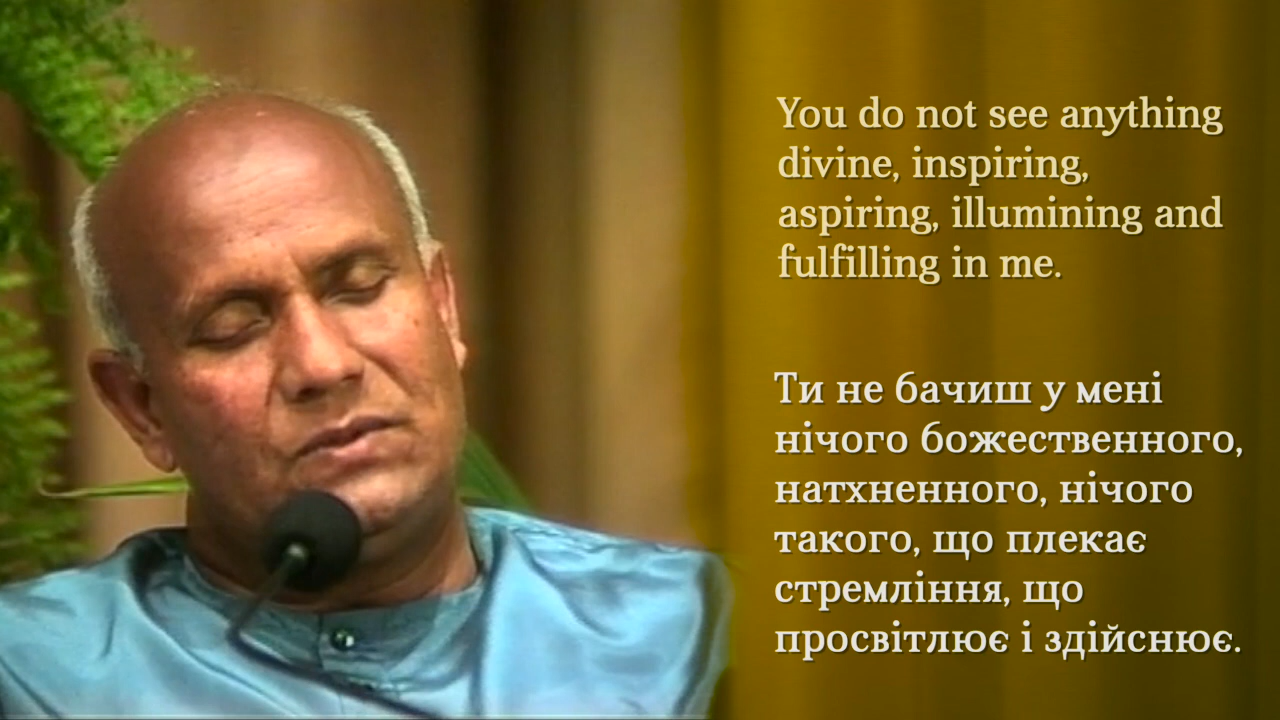 You do not see anything
divine, inspiring,
aspiring, illumining and
fulfilling in me.
Ти не бачиш у мені
нічого божественного,
натхненного, нічого
такого, що плекає
стремління, що
просвітлює і здійснює.